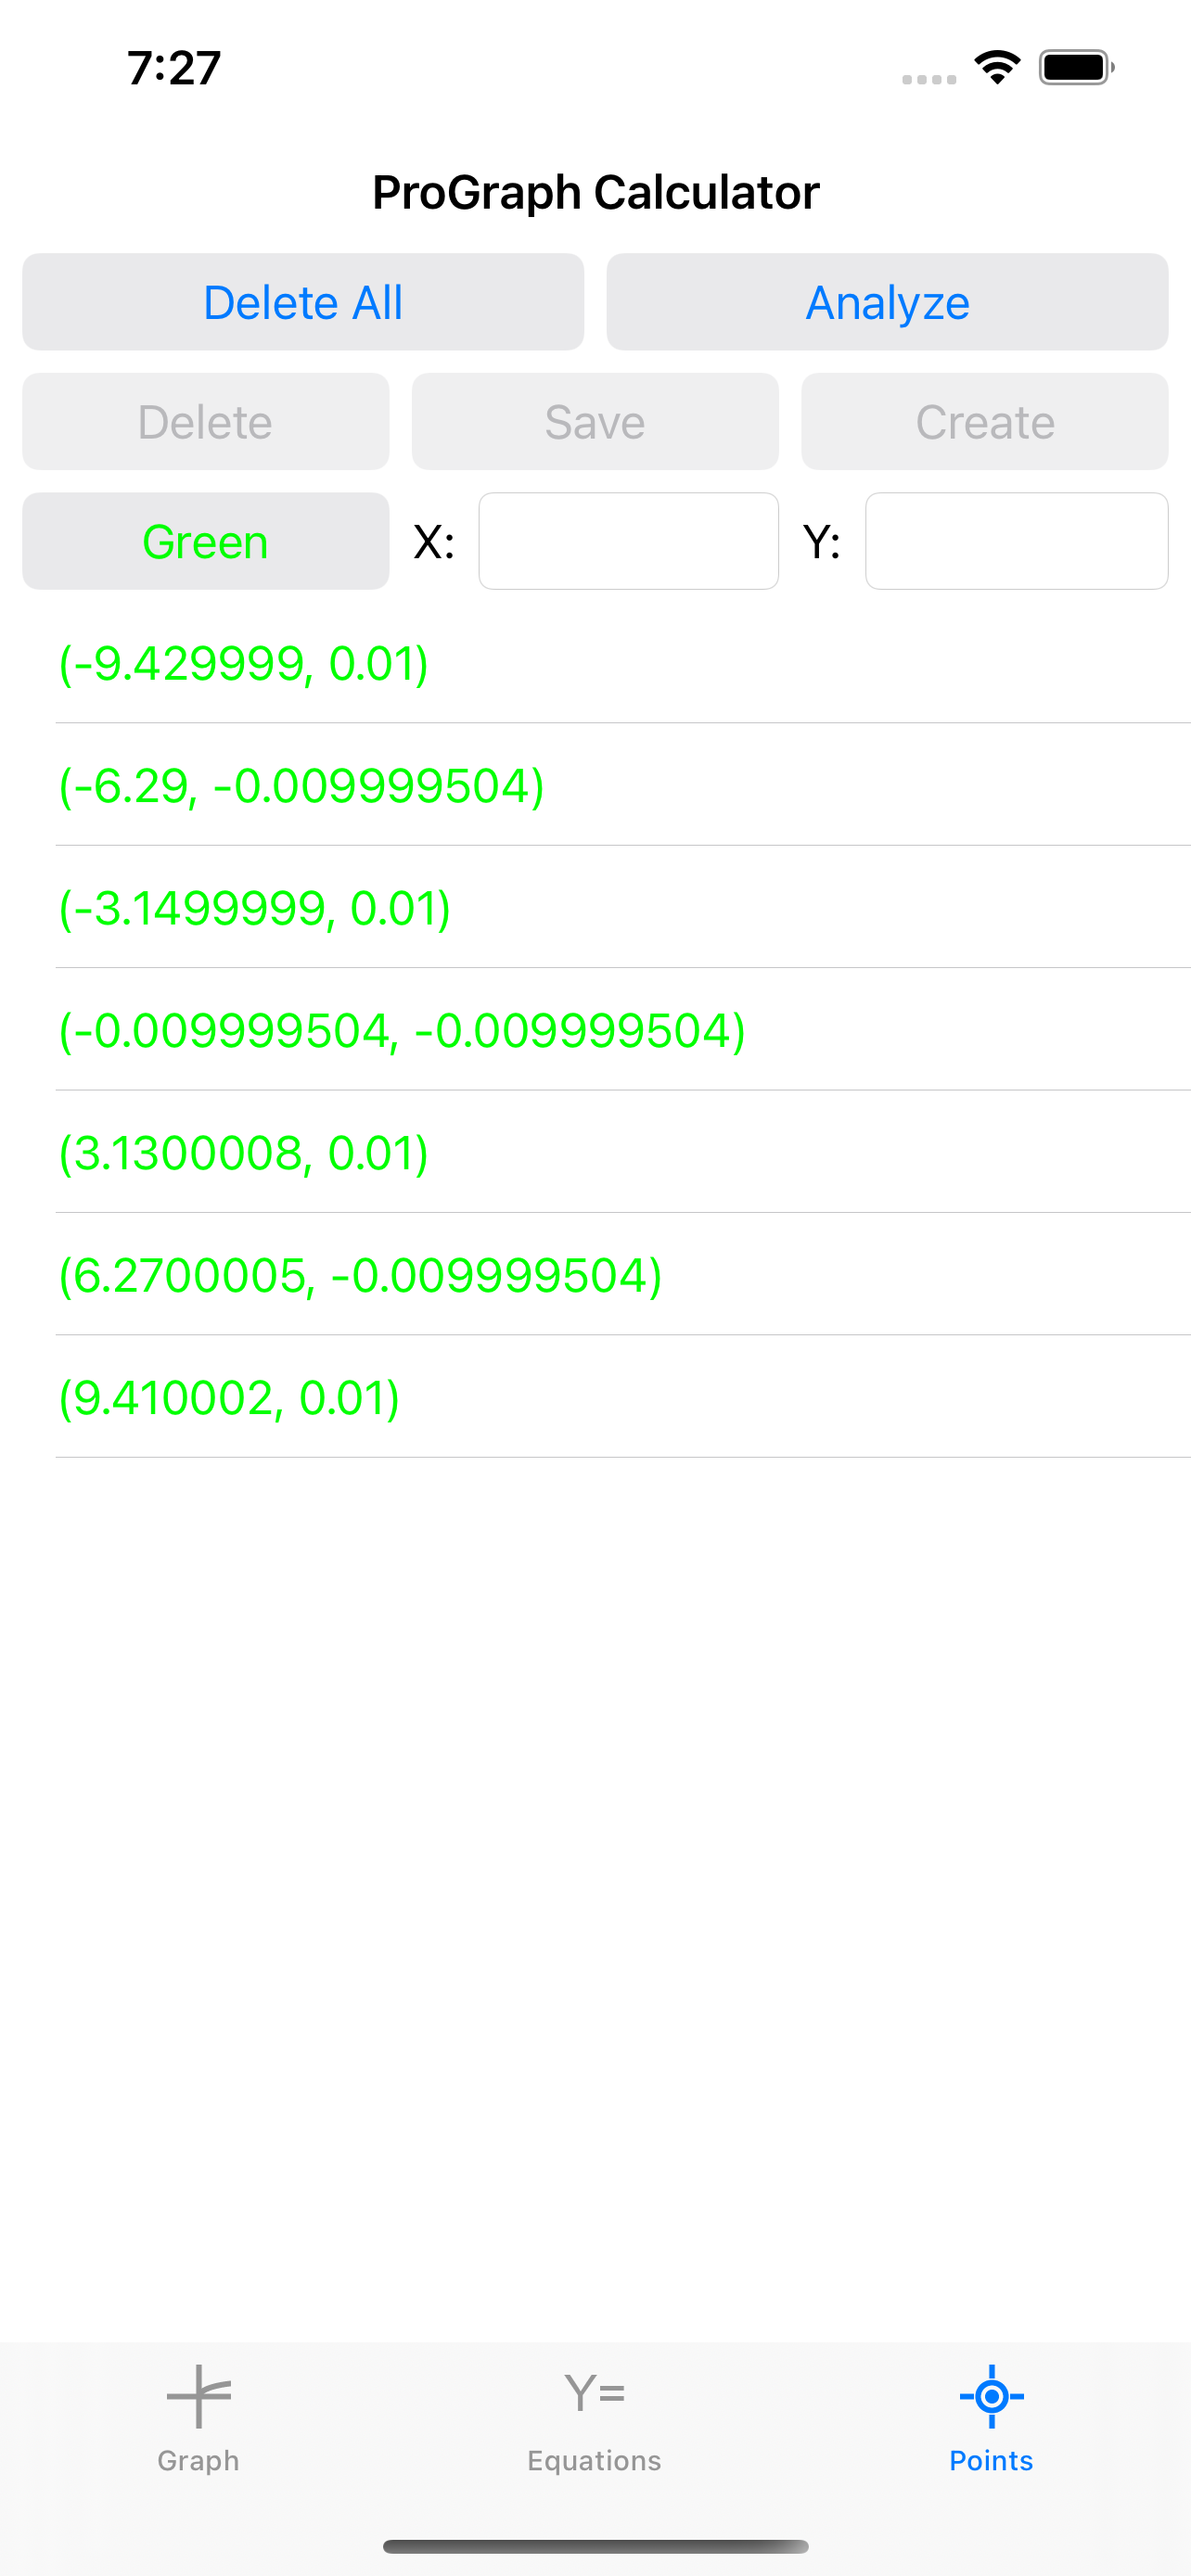 7:27
ProGraph Calculator
Delete All Analyze
Delete Save Create
Green X: Y:
(-9.429999, 0.01)
(-6.29, -0.009999504)
(-3.1499999, 0.01)
(-0.009999504, -0.009999504)
(3.1300008, 0.01)
(6.2700005, -0.009999504)
(9.410002, 0.01)
Y=
Graph Equations Points